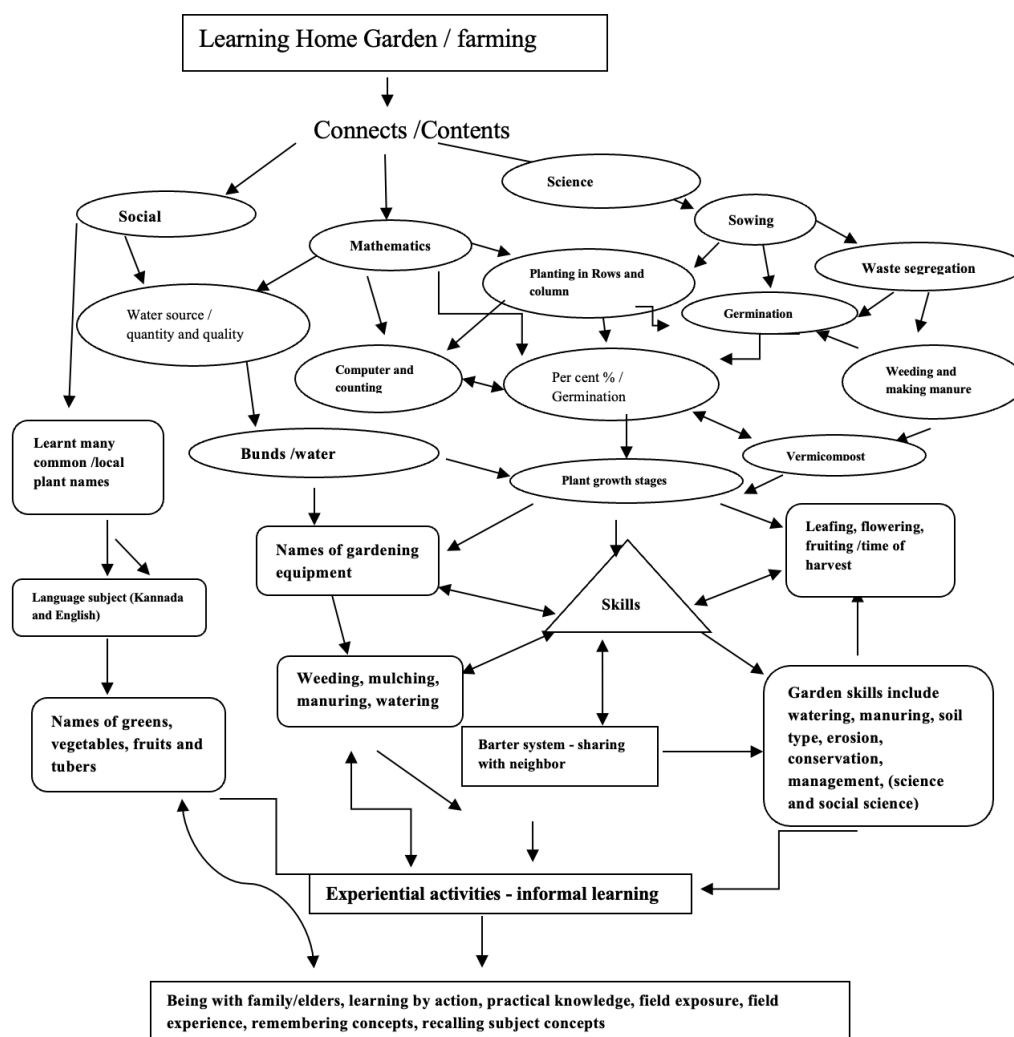 Learning Home Garden / farming
Connects /Contents
Science
Social
Sowing
Mathematics
Planting in Rows and
column
Waste segregation
Water source /
quantity and quality
Germination
Computer and
counting
Per cent % /
Germination
Weeding and
making manure
Learnt many
common /local
plant names
Bunds /water
Vermicompost
Plant growth stages
Leafing, flowering,
fruiting /time of
harvest
Names of gardening
equipment
Language subject (Kannada
and English)
Skills
Weeding, mulching,
manuring, watering
Garden skills include
watering, manuring, soil
type, erosion,
conservation,
management, (science
and social science)
Names of greens,
vegetables, fruits and
tubers
Barter system - sharing
with neighbor
Experiential activities - informal learning
Being with family/elders, learning by action, practical knowledge, field exposure, field
experience, remembering concepts, recalling subject concepts